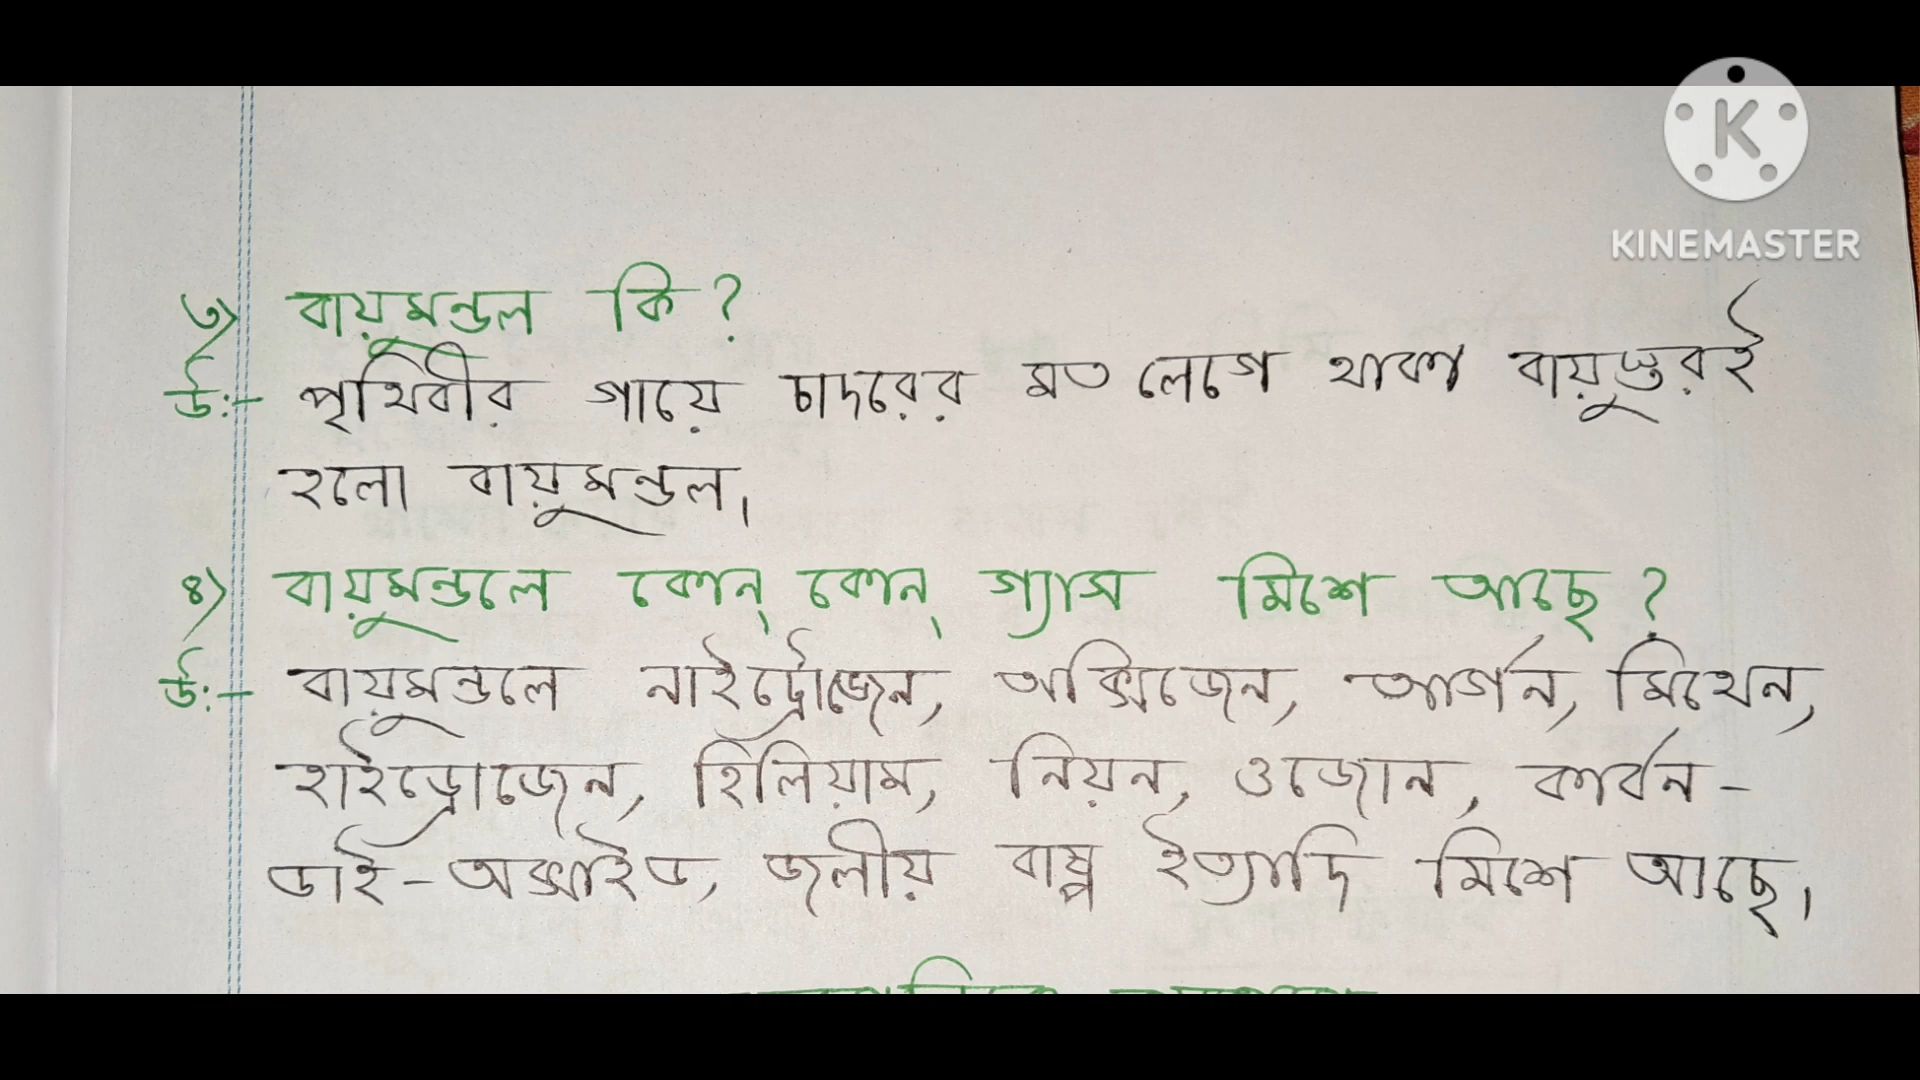 KINEMASTER
৩) বায়ুমন্ডল কি ?
উঃ- পৃথিবীর গায়ে চাদরের মত লেগে থাকা বায়ুস্তরই
হলো বায়ুমন্ডল।
৪) বায়ুমন্ডলে কোন্ কোন্ গ্যাস মিশে আছে ?
উঃ- বায়ুমন্ডলে নাইট্রোজেন, অক্সিজেন, আর্গন, মিথেন,
হাইড্রোজেন, হিলিয়াম, নিয়ন, ওজোন, কার্বন-
ডাই-অক্সাইড, জলীয় বাষ্প ইত্যাদি মিশে আছে।